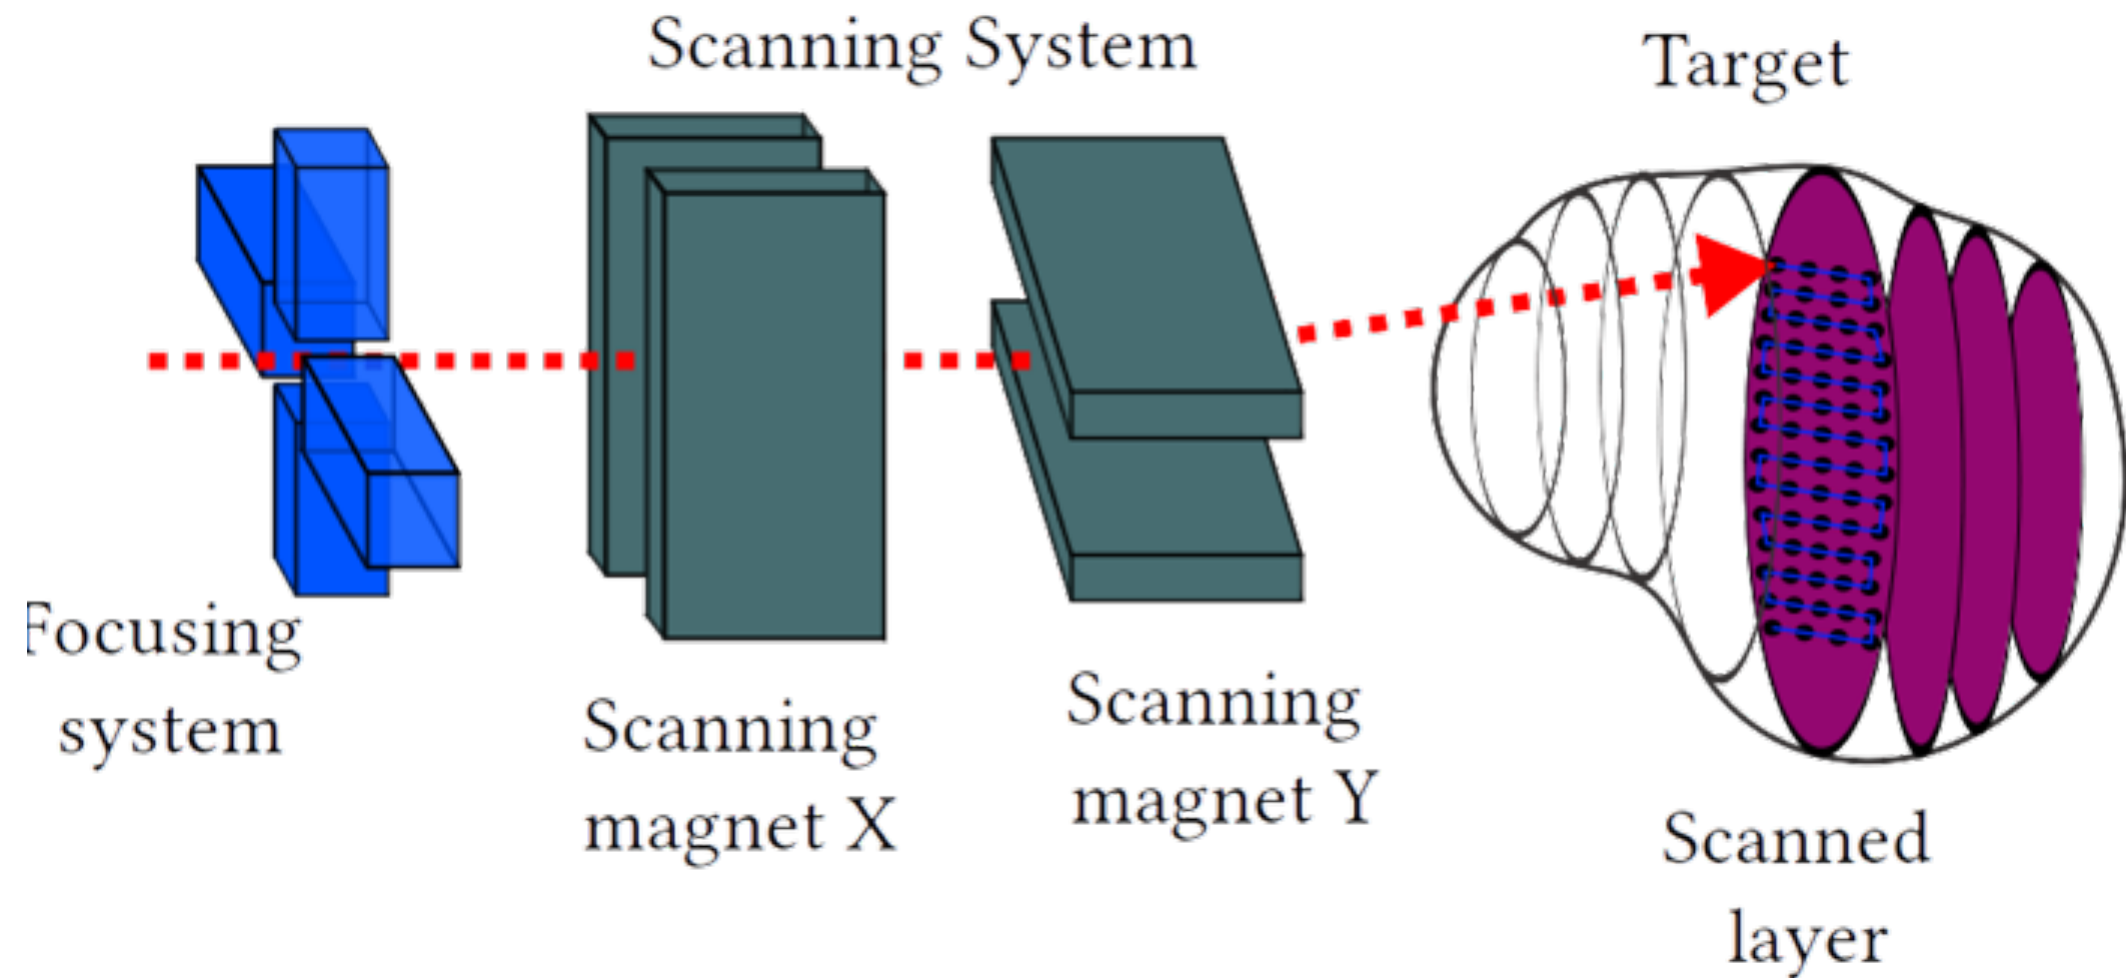 Scanning System
Target
Focusing
system
Scanning
magnet X
Scanning
magnet Y
Scanned
layer